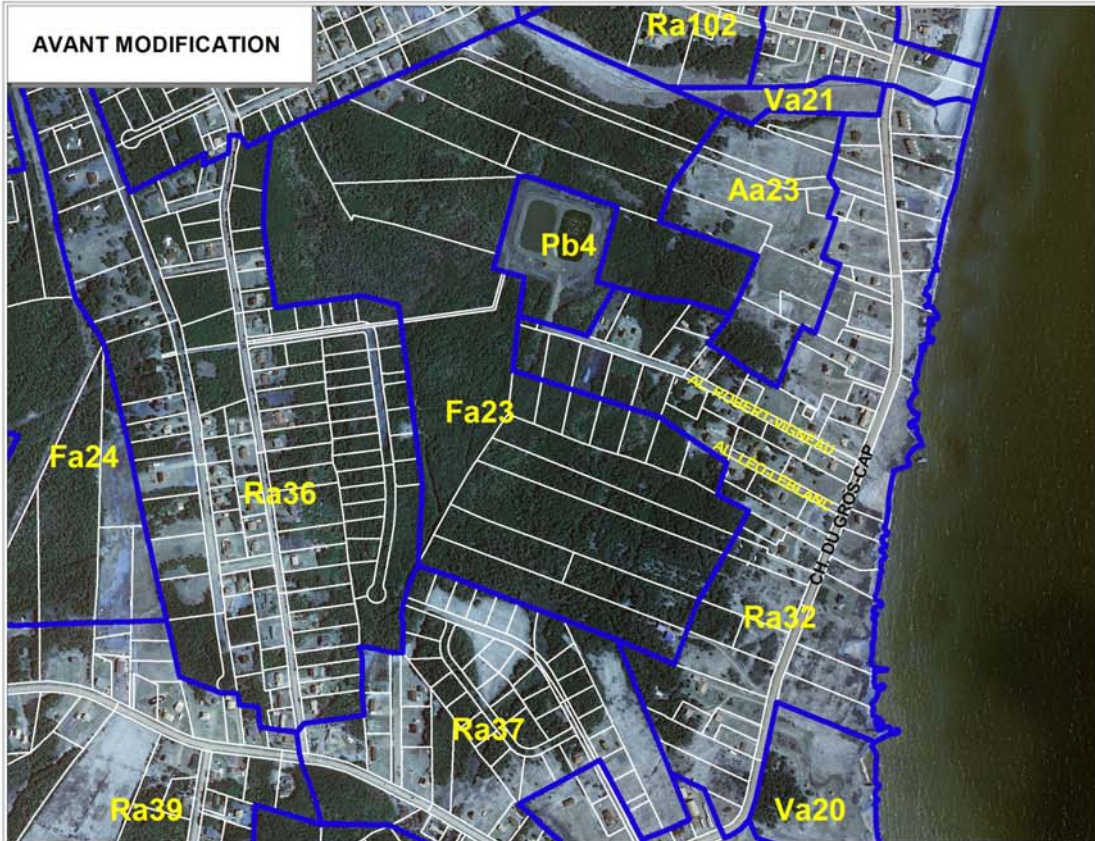 AVANT MODIFICATION
Ra102
Va21
Aa23
Pb4
AL. ROBERT-VIGNEAU
Fa23
AL. LÉO-LEBLANC
Fa24
Ra36
CH. DU GROS-CAP
Ra32
Ra37
Ra39
Va20